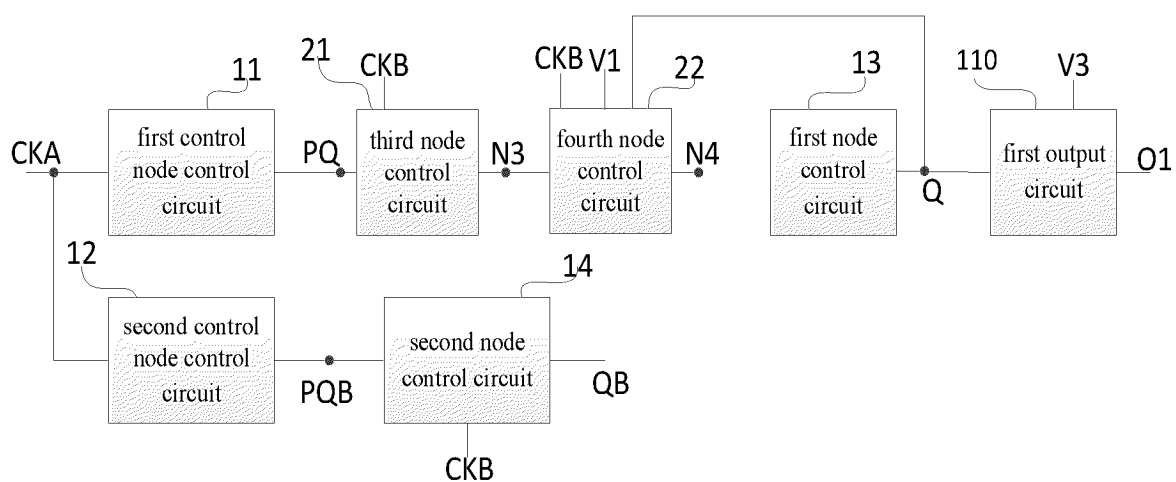 11
21
CKB
CKB
V1
22
13
110
V3
CKA
first control
node control
circuit
PQ
third node
control
circuit
N3
fourth node
control
circuit
N4
first node
control
circuit
Q
first output
circuit
O1
12
14
second control
node control
circuit
PQB
second node
control circuit
QB
CKB